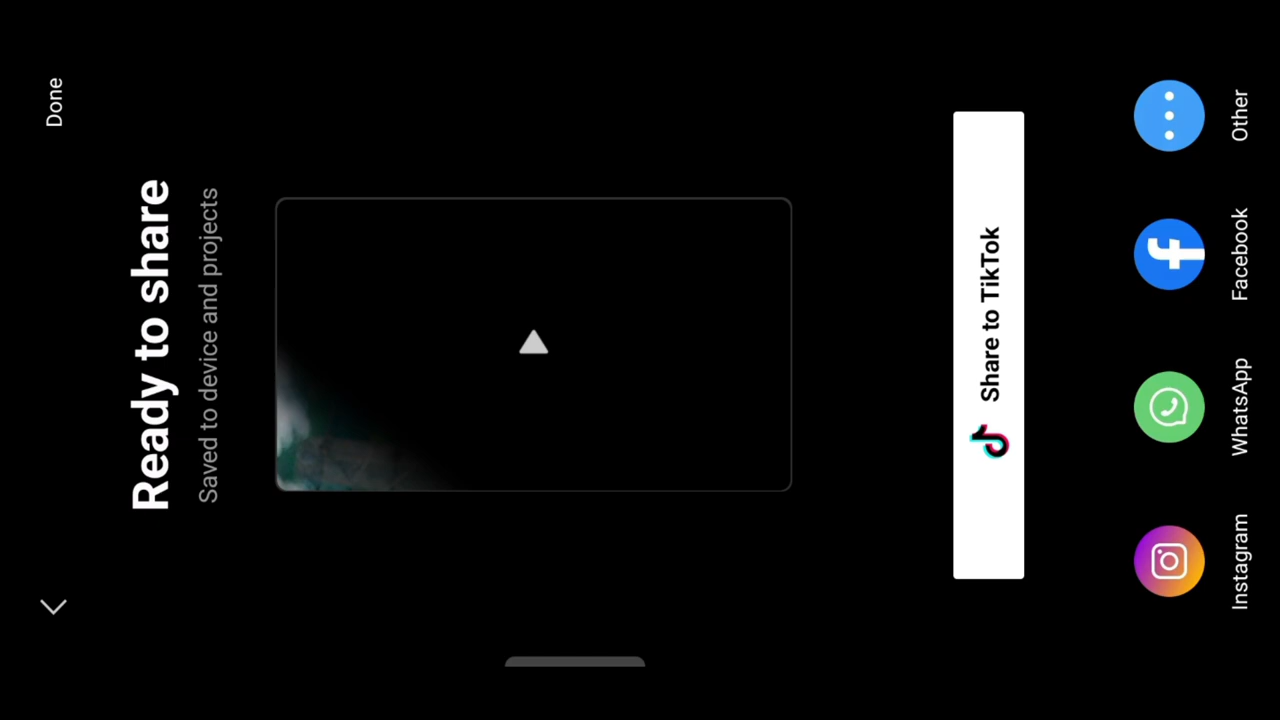 Done
Ready to share
Saved to device and projects
Share to TikTok
Instagram
WhatsApp
Facebook
Other